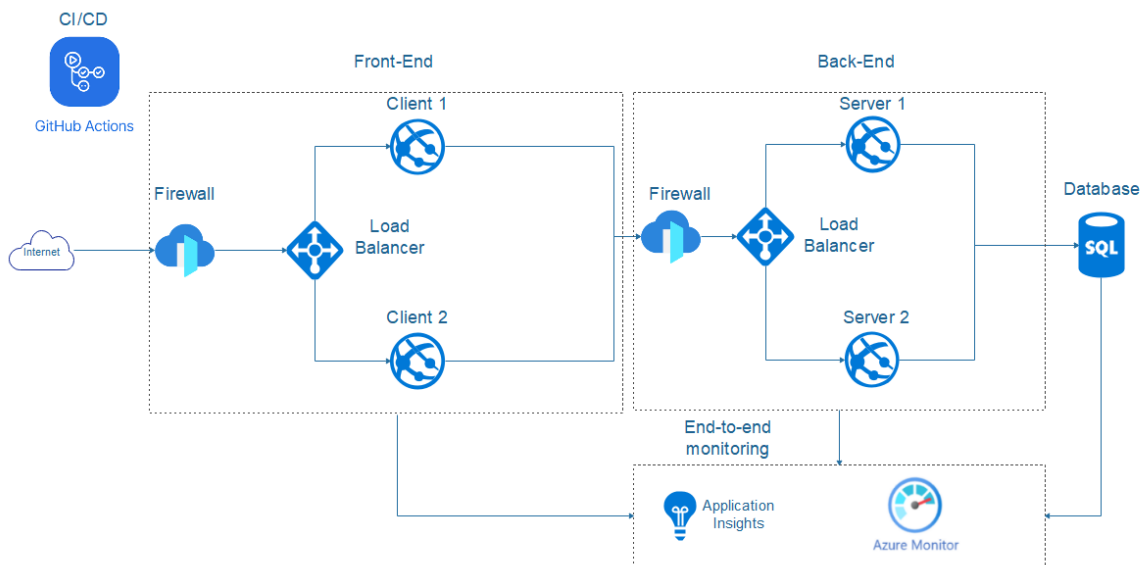 CI/CD
GitHub Actions
Front-End
Back-End
Client 1
Server 1
Firewall
Load
Balancer
Firewall
Load
Balancer
Database
Internet
SQL
Client 2
Server 2
End-to-end
monitoring
Application
Insights
Azure Monitor